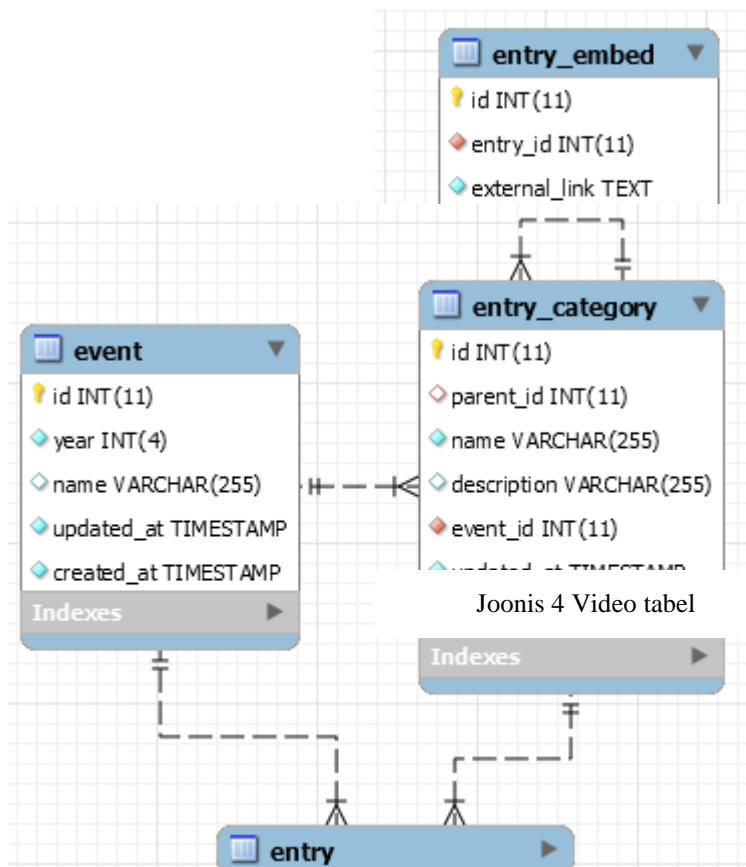 entry_embed
id INT(11)
entry_id INT(11)
external_link TEXT
event
id INT(11)
year INT(4)
name VARCHAR(255)
updated_at TIMESTAMP
created_at TIMESTAMP
Indexes
entry_category
id INT(11)
parent_id INT(11)
name VARCHAR(255)
description VARCHAR(255)
event_id INT(11)
updated_at TIMESTAMP
Joonis 4 Video tabel
Indexes
entry